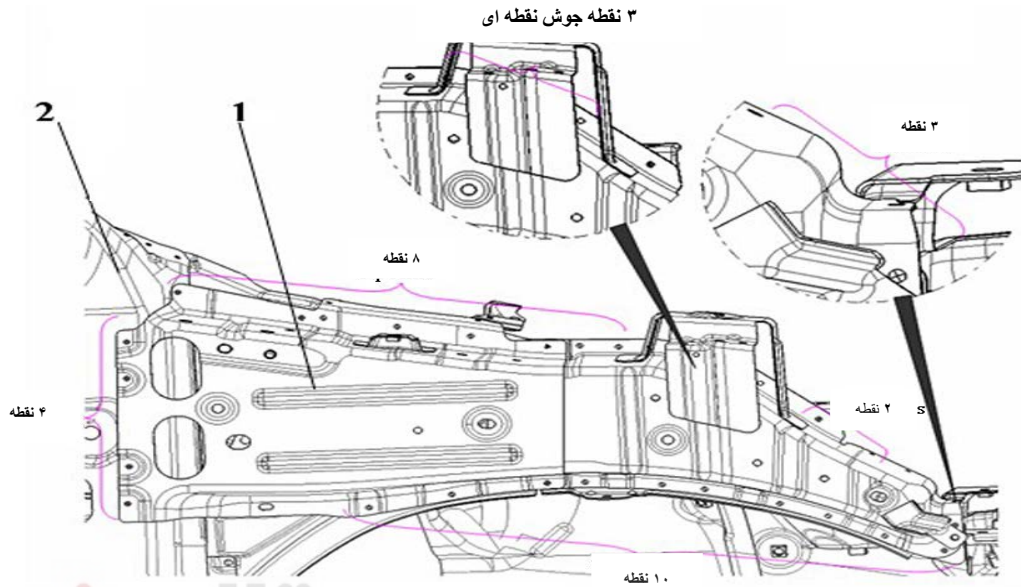 ۳ نقطه جوش نقطه ای
2
1
۳ نقطه
۸ نقطه
۴ نقطه
۲ نقطه
s
۱۰ نقطه